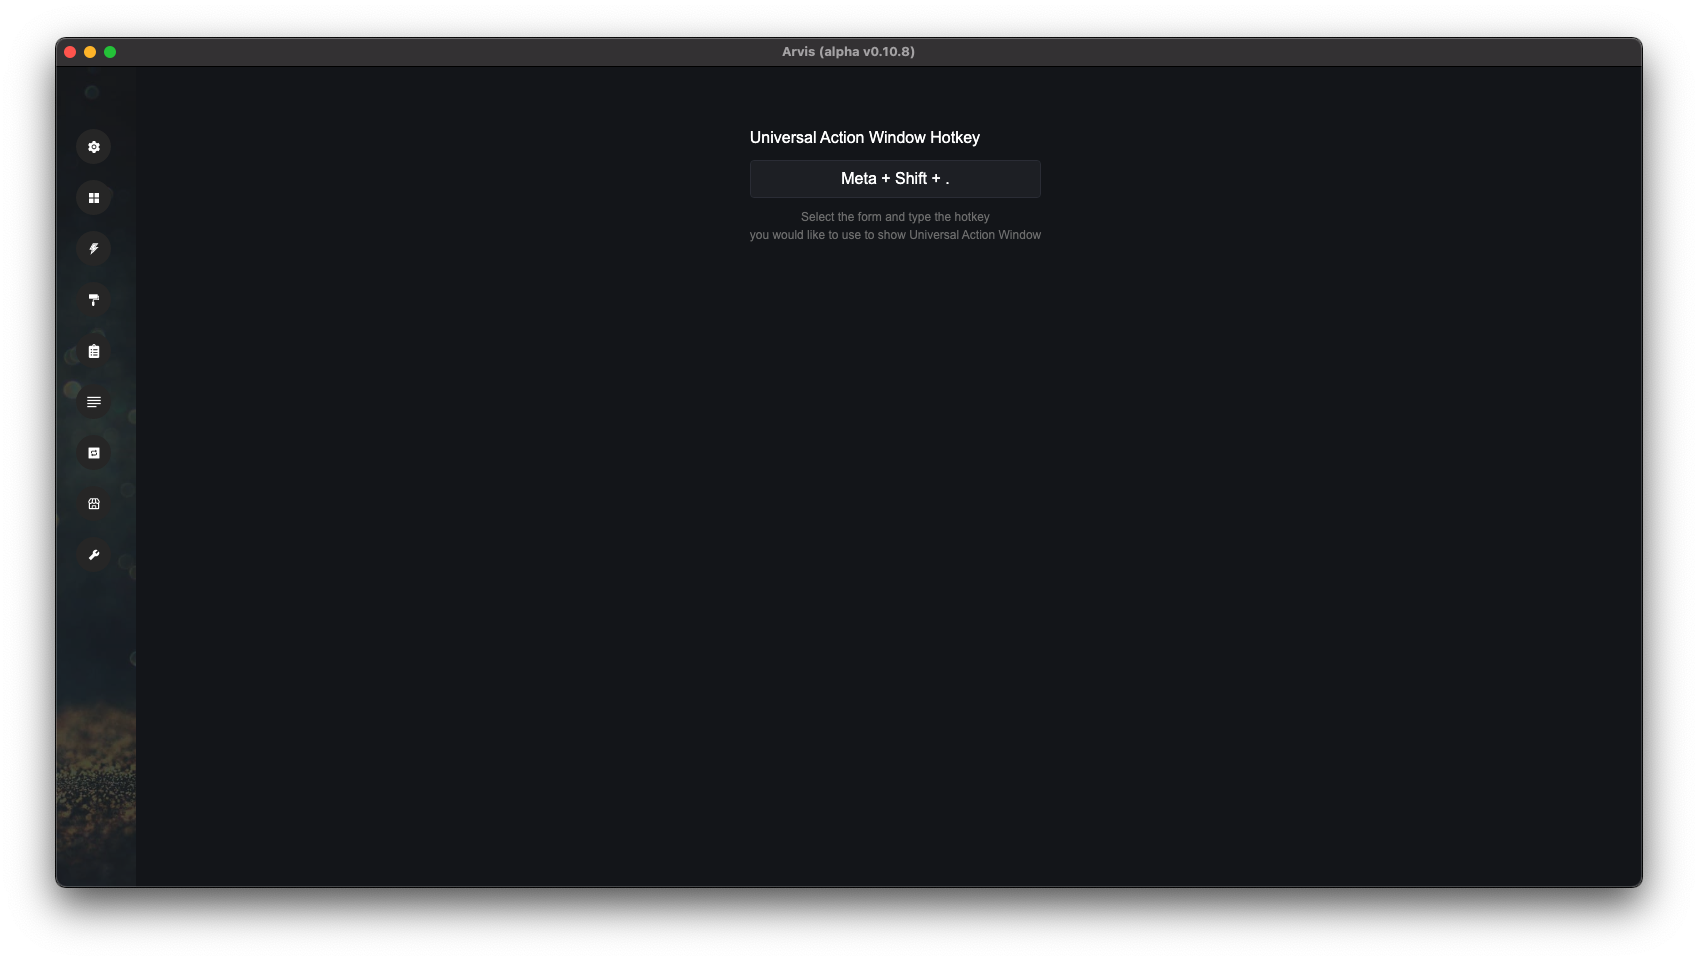 Arvis (alpha v0.10.8)
Universal Action Window Hotkey
Meta + Shift + .
Select the form and type the hotkey
you would like to use to show Universal Action Window